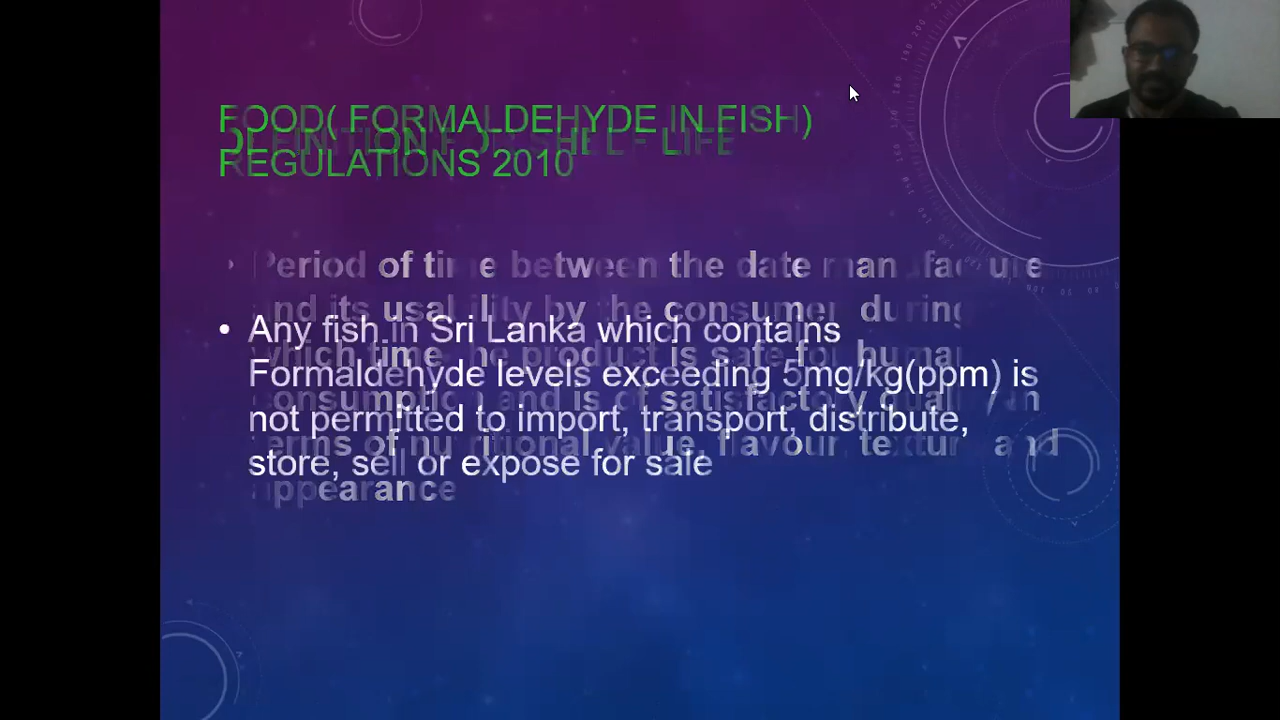 FOOD( FORMALDEHYDE IN FISH)
DEFINITION FOR SHELF - LIFE
REGULATIONS 2010
Period of time between the date manufacture
and its usability by the consumer during
• Any fish in Sri Lanka which contains
which time the product is safe for human
Formaldehyde levels exceeding 5mg/kg(ppm) is
consumption and is of satisfactory quality in
not permitted to import, transport, distribute,
terms of nutritional value, flavour texture and
store, sell or expose for sale
appearance